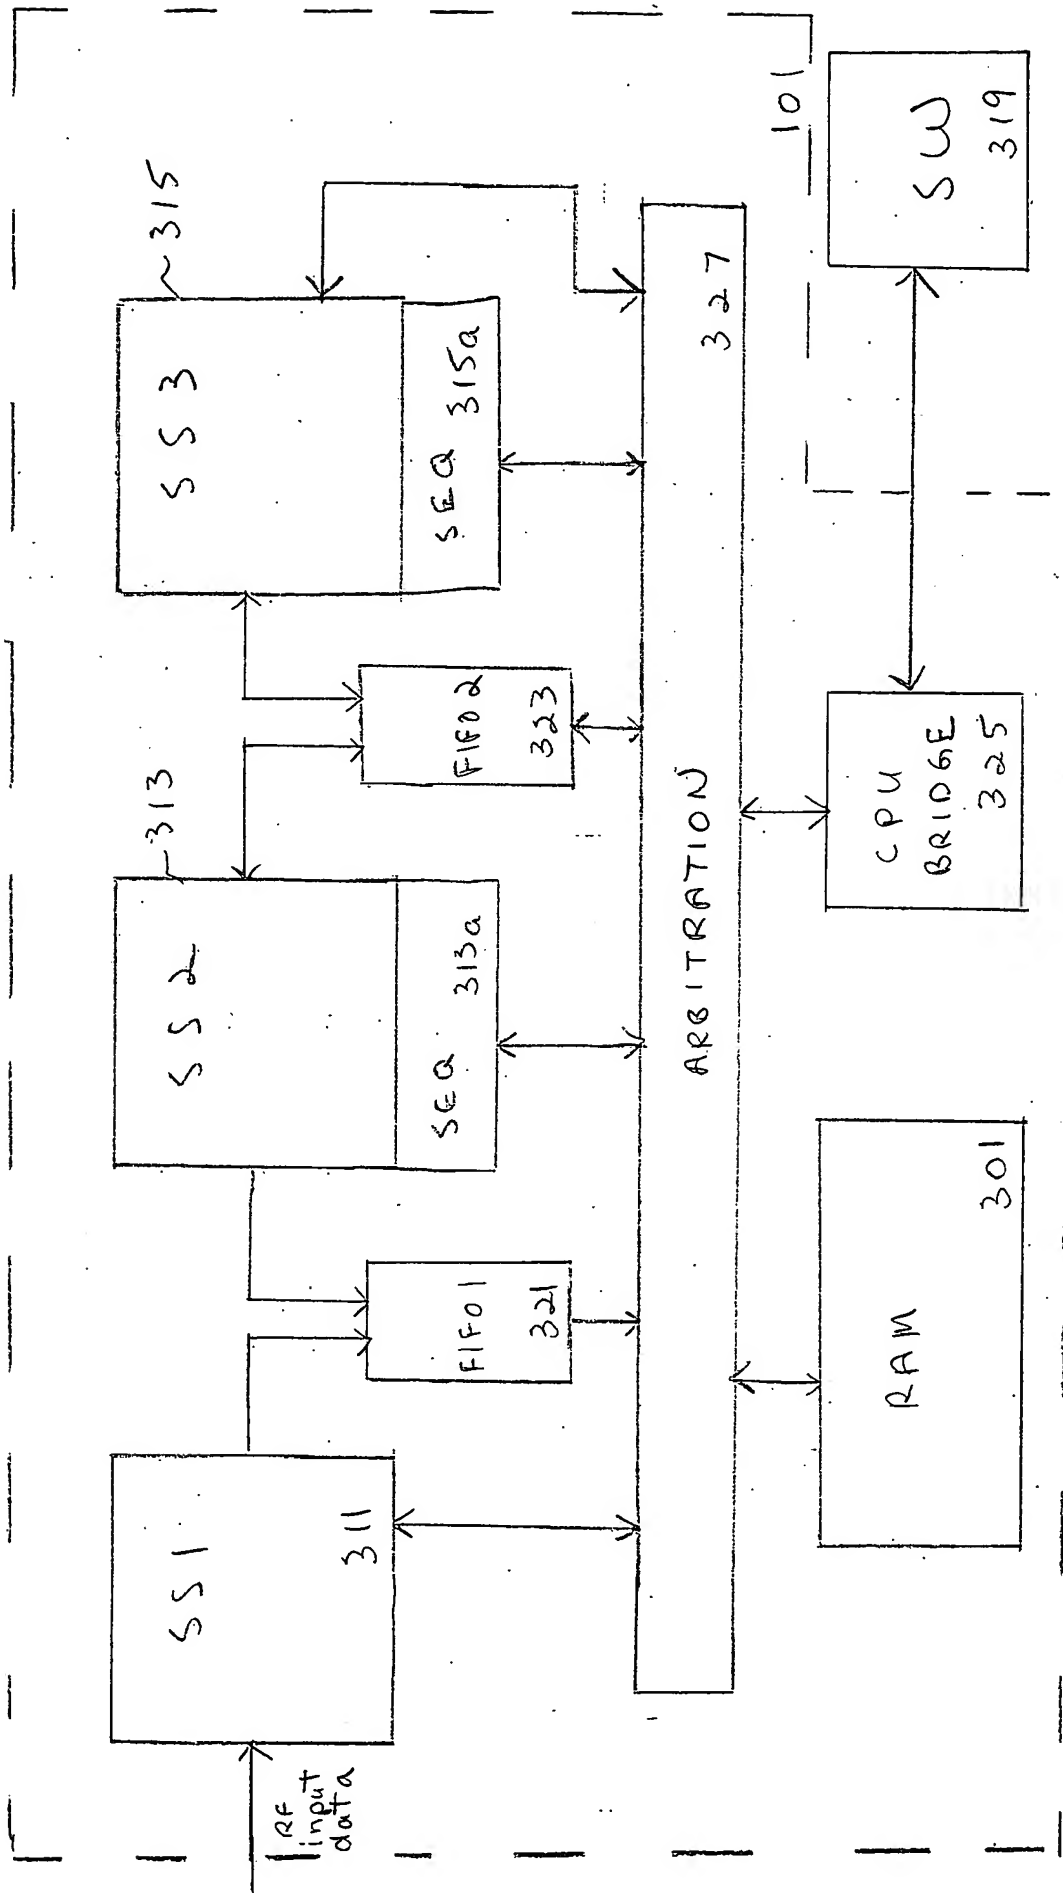 RF
input
data
SS1
311
FIFO1
321
SS2
313
SEQ 313a
FIFO2
323
SS3
315
SEQ 315a
ARBITRATION
327
RAM
301
CPU
BRIDGE
325
SW
319
101